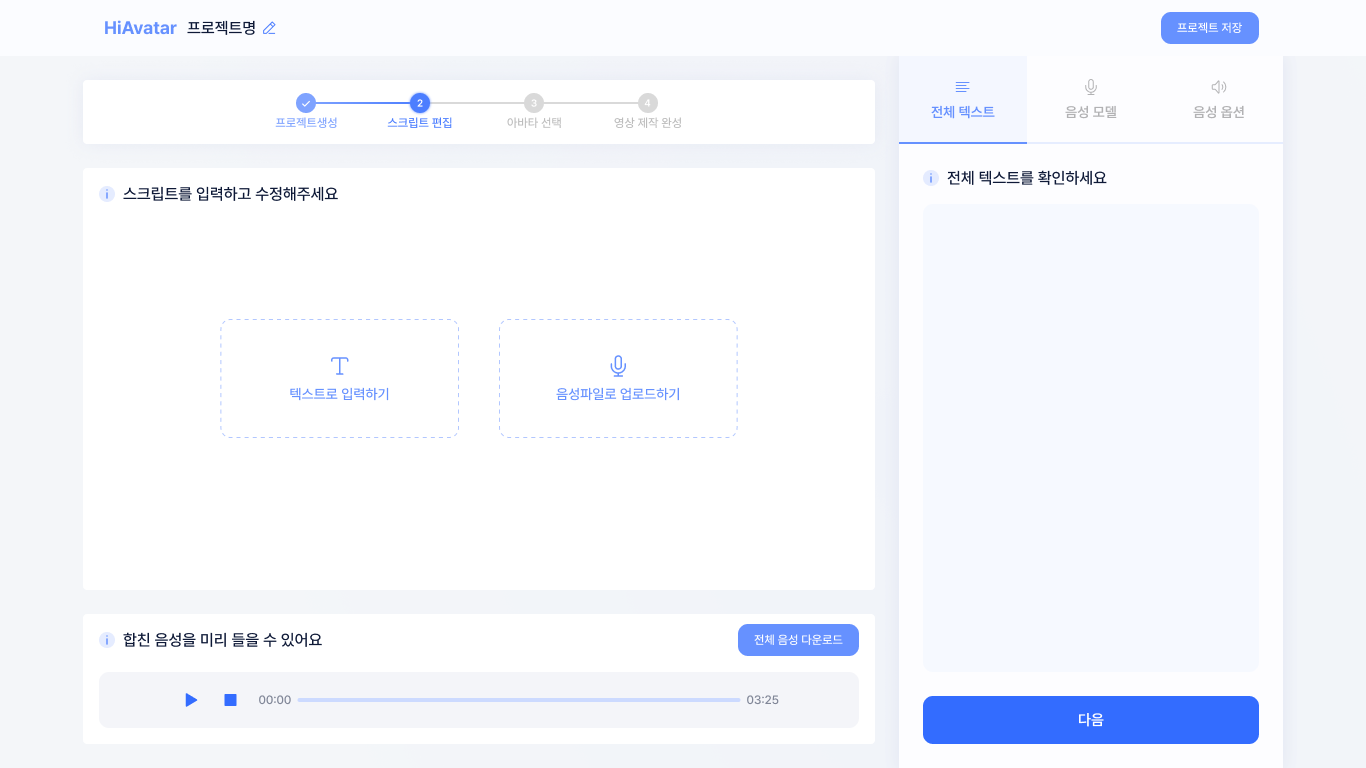 HiAvatar 프로젝트명
프로젝트 저장
2
3
4
프로젝트생성
스크립트 편집
아바타 선택
영상 제작 완성
전체 텍스트
음성 모델
음성 옵션
스크립트를 입력하고 수정해주세요
텍스트로 입력하기
음성파일로 업로드하기
전체 텍스트를 확인하세요
합친 음성을 미리 들을 수 있어요
전체 음성 다운로드
00:00
03:25
다음